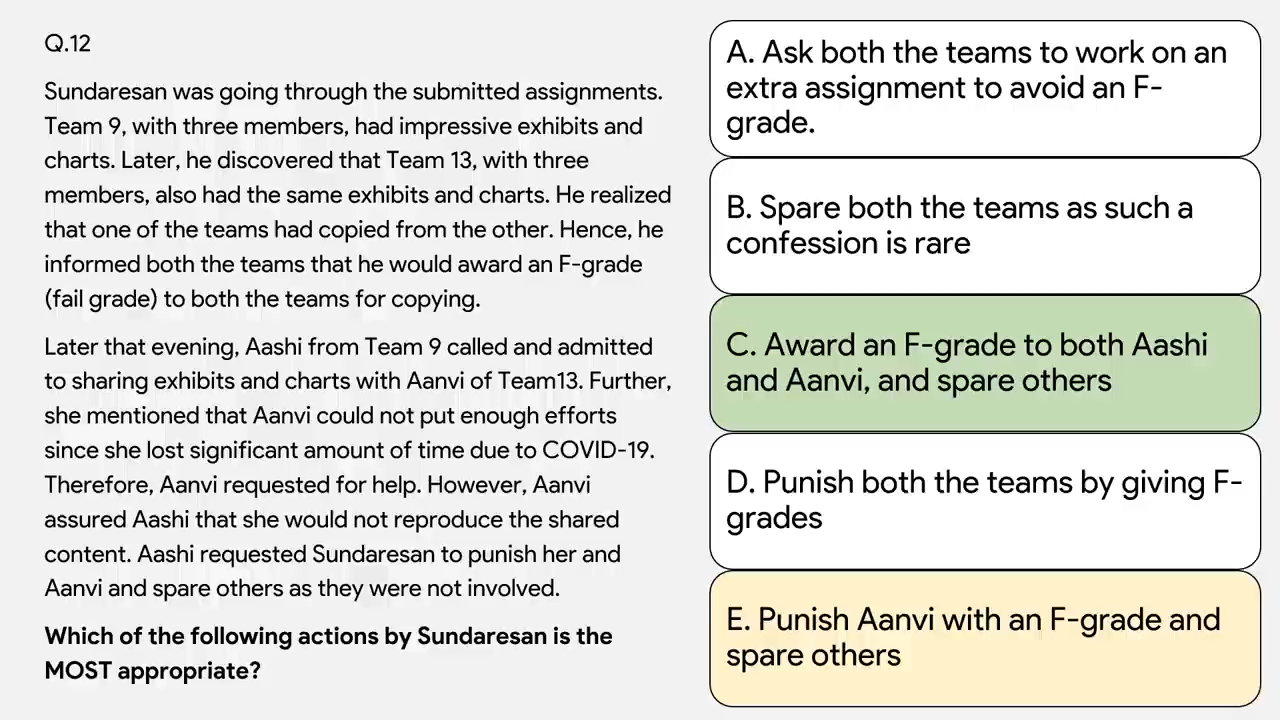 Q.12
Sundaresan was going through the submitted assignments.
Team 9, with three members, had impressive exhibits and
charts. Later, he discovered that Team 13, with three
members, also had the same exhibits and charts. He realized
that one of the teams had copied from the other. Hence, he
informed both the teams that he would award an F-grade
(fail grade) to both the teams for copying.
Later that evening, Aashi from Team 9 called and admitted
to sharing exhibits and charts with Aanvi of Team13. Further,
she mentioned that Aanvi could not put enough efforts
since she lost significant amount of time due to COVID-19.
Therefore, Aanvi requested for help. However, Aanvi
assured Aashi that she would not reproduce the shared
content. Aashi requested Sundaresan to punish her and
Aanvi and spare others as they were not involved.
Which of the following actions by Sundaresan is the
MOST appropriate?
A. Ask both the teams to work on an
extra assignment to avoid an F-
grade.
B. Spare both the teams as such a
confession is rare
C. Award an F-grade to both Aashi
and Aanvi, and spare others
D. Punish both the teams by giving F-
grades
E. Punish Aanvi with an F-grade and
spare others